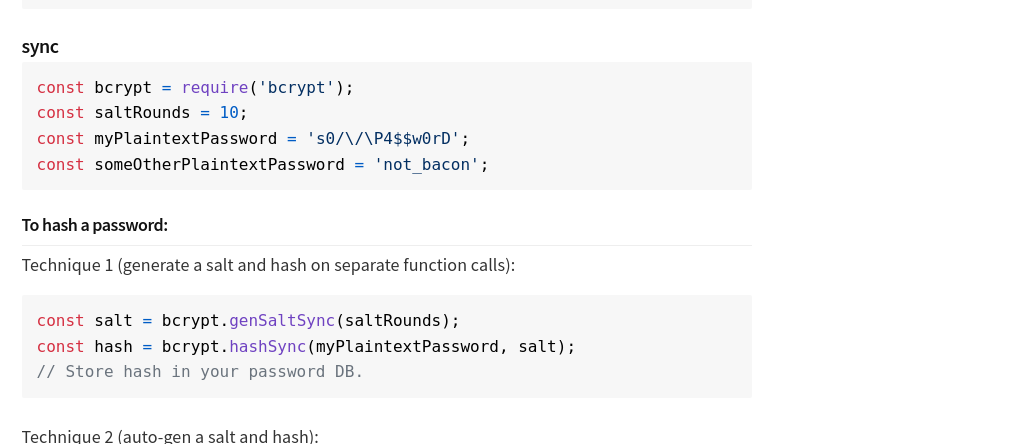 sync
const bcrypt = require('bcrypt');
const saltRounds = 10;
const myPlaintextPassword = 's0/\/\P4$$w0rD';
const someOtherPlaintextPassword = 'not_bacon';
To hash a password:
Technique 1 (generate a salt and hash on separate function calls):
const salt = bcrypt.genSaltSync(saltRounds);
const hash = bcrypt.hashSync(myPlaintextPassword, salt);
// Store hash in your password DB.
Technique 2 (auto-gen a salt and hash):